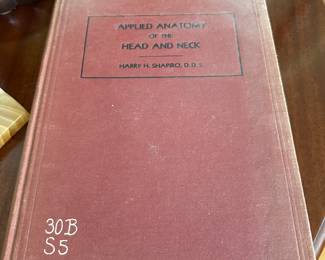 APPLIED ANATOMY
OF THE
HEAD AND NECK
HARRY H. SHAPIRO, D.D.S.
30B
S5